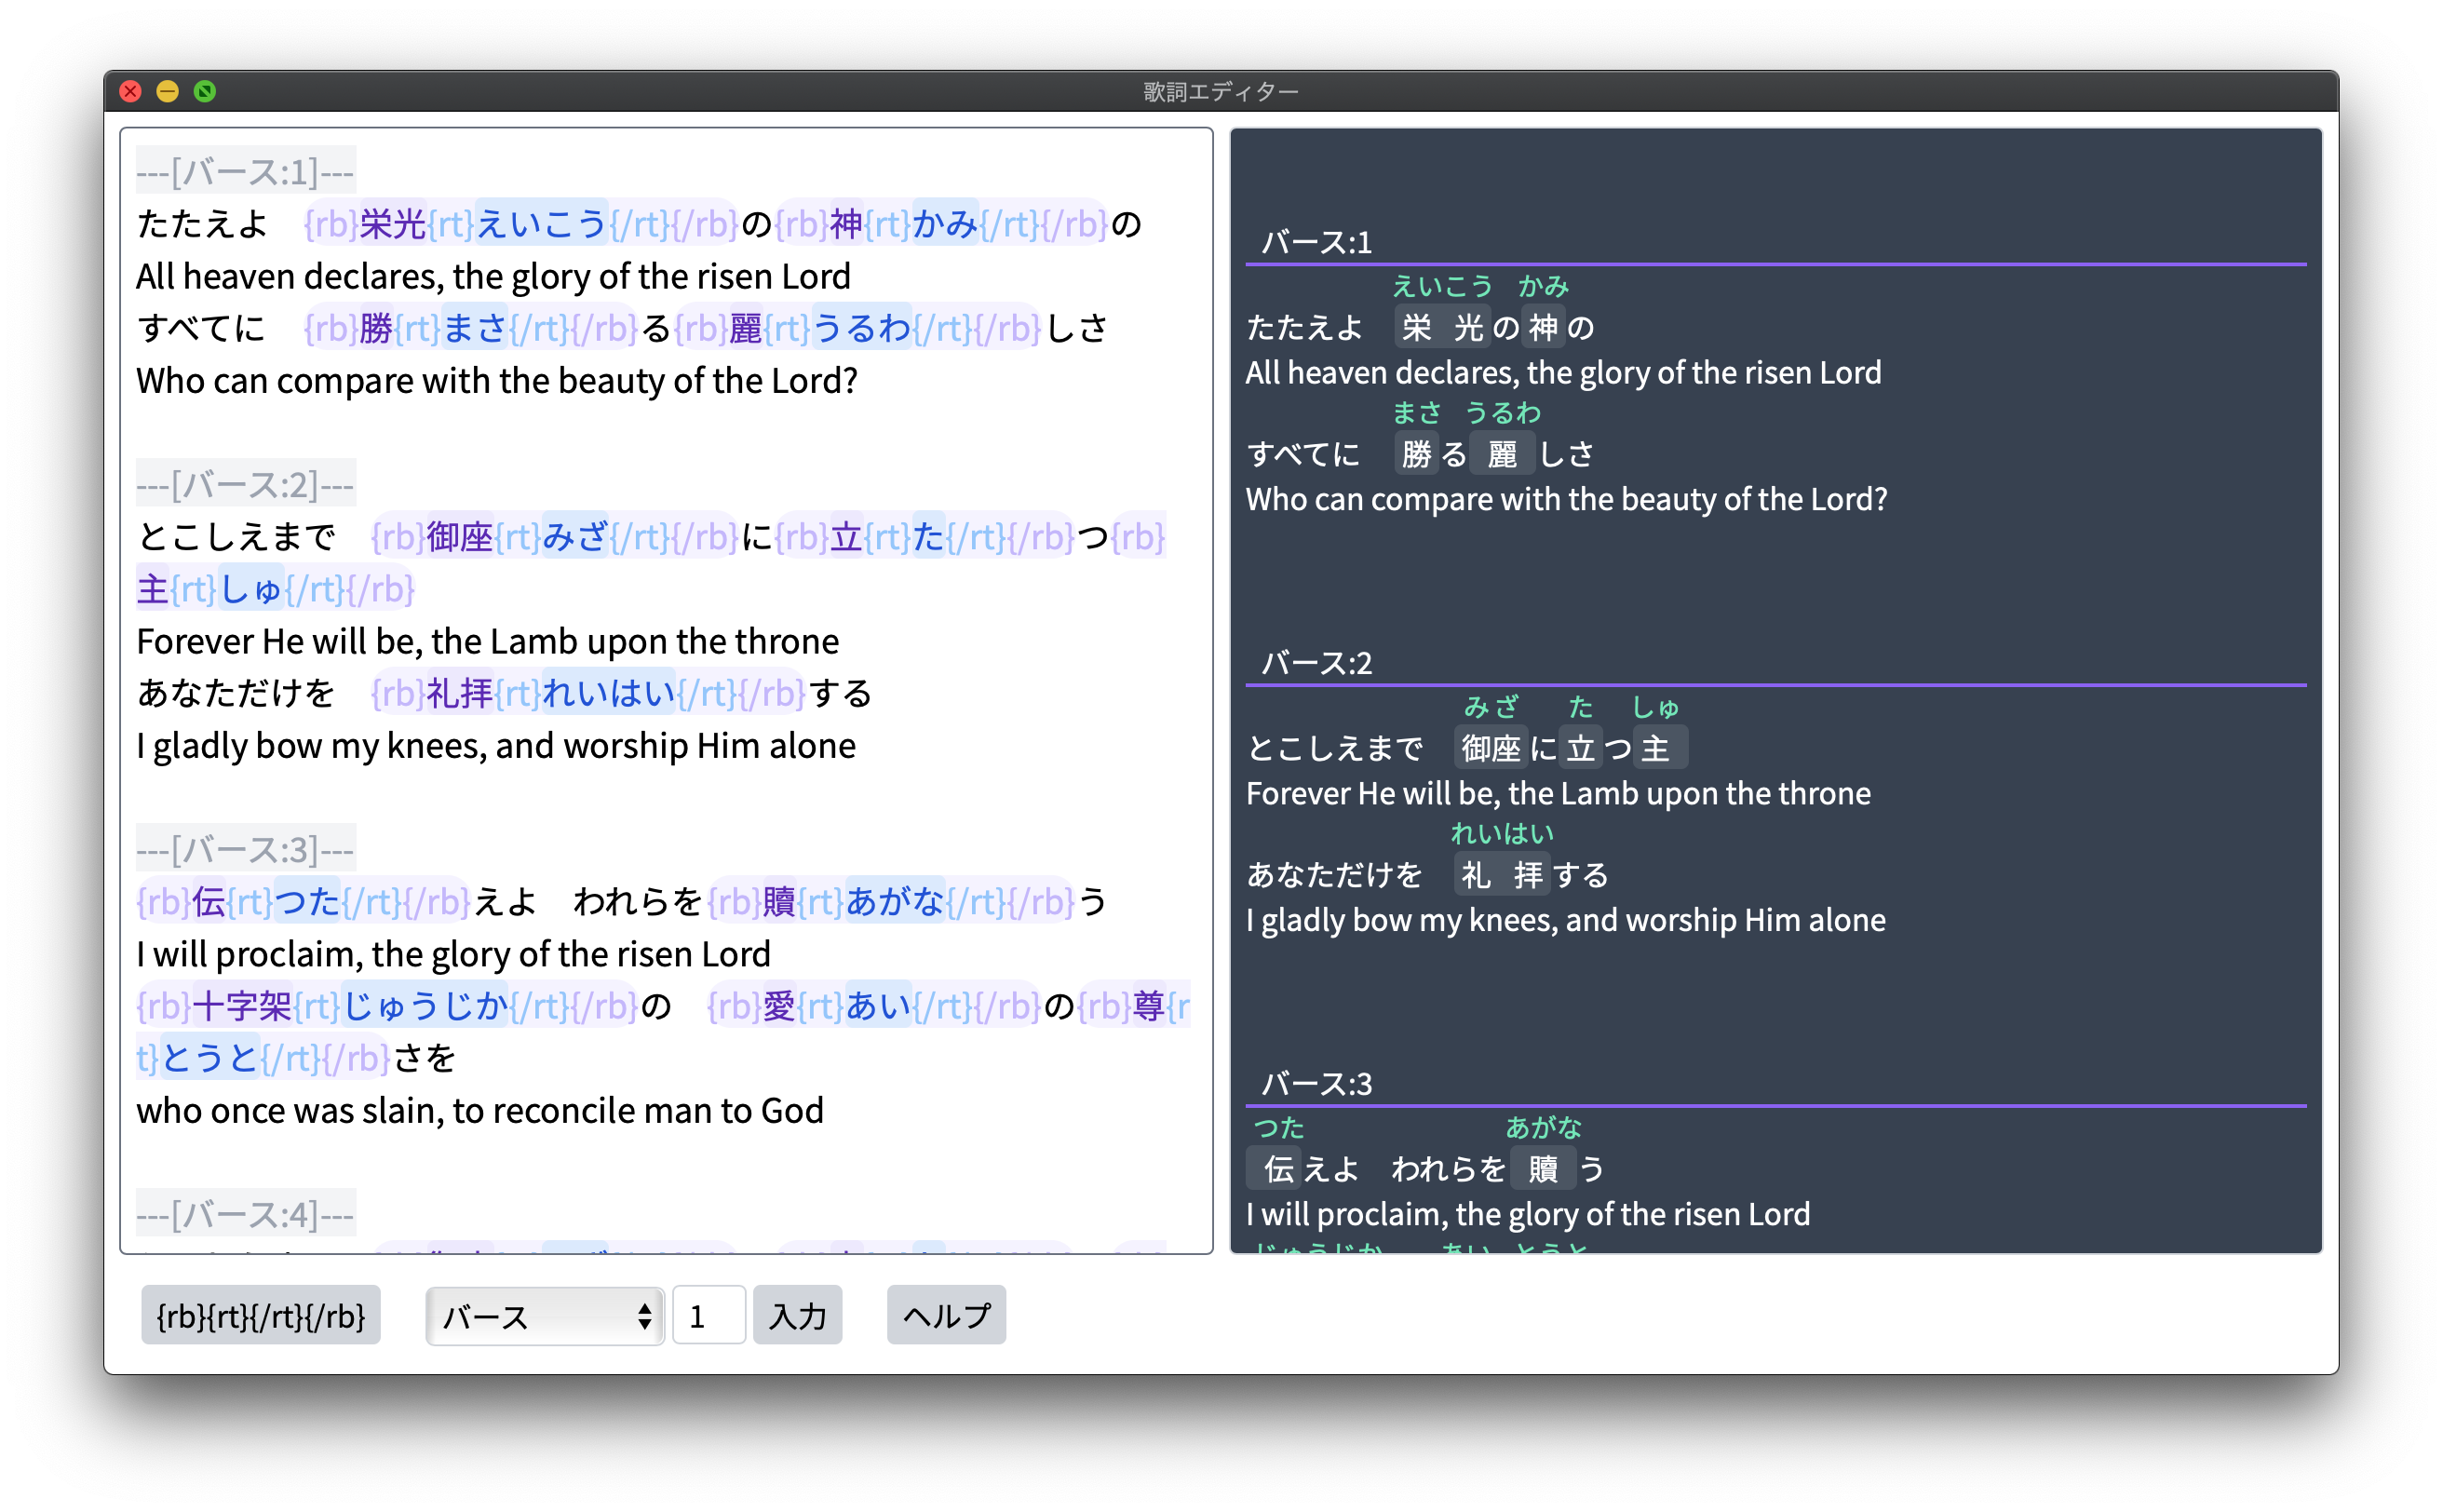 歌詞エディター
---[バース:1]---
たたえよ　{rb}栄光{rt}えいこう{/rt}{/rb}の{rb}神{rt}かみ{/rt}{/rb}の
All heaven declares, the glory of the risen Lord
すべてに　{rb}勝{rt}まさ{/rt}{/rb}る{rb}麗{rt}うるわ{/rt}{/rb}しさ
Who can compare with the beauty of the Lord?
---[バース:2]---
とこしえまで　{rb}御座{rt}みざ{/rt}{/rb}に{rb}立{rt}た{/rt}{/rb}つ{rb}
主{rt}しゅ{/rt}{/rb}
Forever He will be, the Lamb upon the throne
あなただけを　{rb}礼拝{rt}れいはい{/rt}{/rb}する
I gladly bow my knees, and worship Him alone
---[バース:3]---
{rb}伝{rt}つた{/rt}{/rb}えよ　われらを{rb}贖{rt}あがな{/rt}{/rb}う
I will proclaim, the glory of the risen Lord
{rb}十字架{rt}じゅうじか{/rt}{/rb}の　{rb}愛{rt}あい{/rt}{/rb}の{rb}尊{r
t}とうと{/rt}{/rb}さを
who once was slain, to reconcile man to God
---[バース:4]---
バース:1
えいこう かみ
たたえよ　栄光の神の
All heaven declares, the glory of the risen Lord
まさ うるわ
すべてに　勝る麗しさ
Who can compare with the beauty of the Lord?
バース:2
みざ た しゅ
とこしえまで　御座に立つ主
Forever He will be, the Lamb upon the throne
れいはい
あなただけを　礼拝する
I gladly bow my knees, and worship Him alone
バース:3
つた あがな
伝えよ　われらを贖う
I will proclaim, the glory of the risen Lord
じゅうじか あい とうと
{rb}{rt}{/rt}{/rb} バース 1 入力 ヘルプ